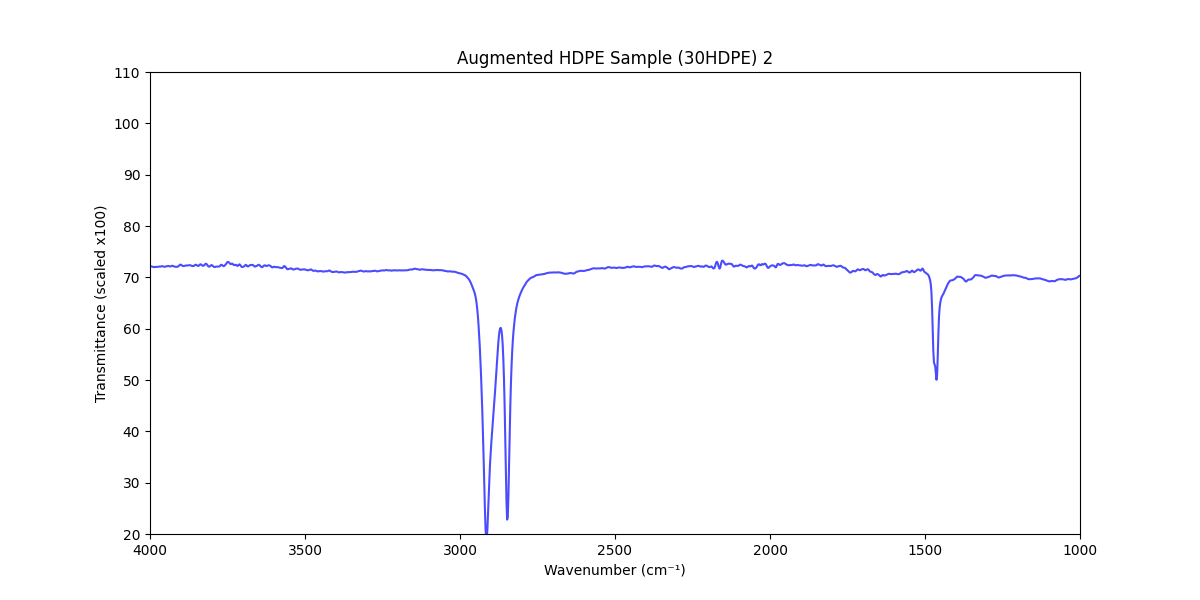 Augmented HDPE Sample (30HDPE) 2
Transmittance (scaled x100)
110
100
90
80
70
60
50
40
30
20
4000 3500 3000 2500 2000 1500 1000
Wavenumber (cm⁻¹)